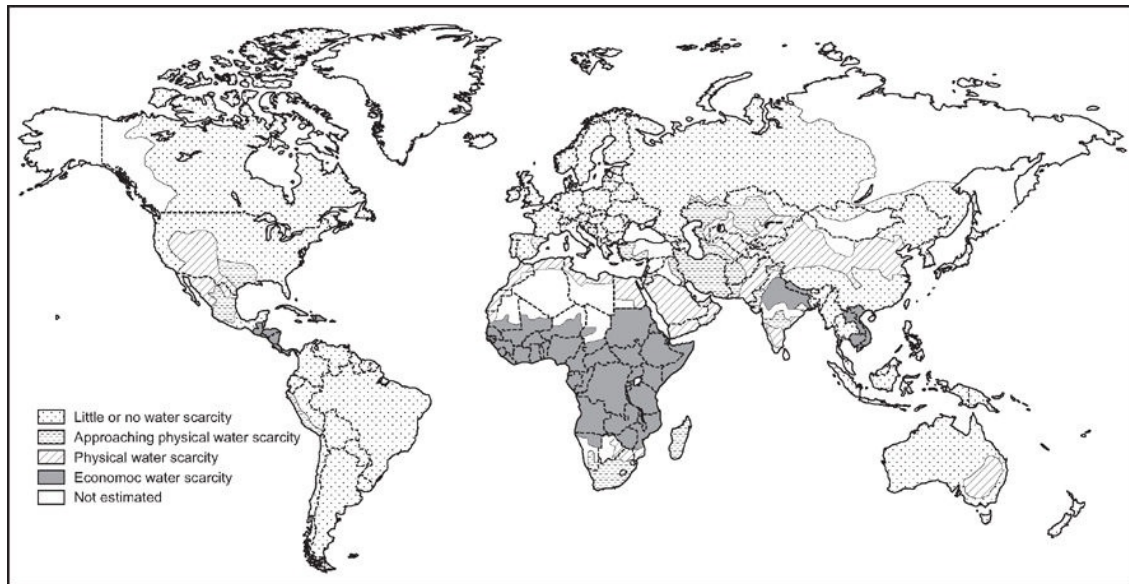 Little or no water scarcity
Approaching physical water scarcity
Physical water scarcity
Economoc water scarcity
Not estimated